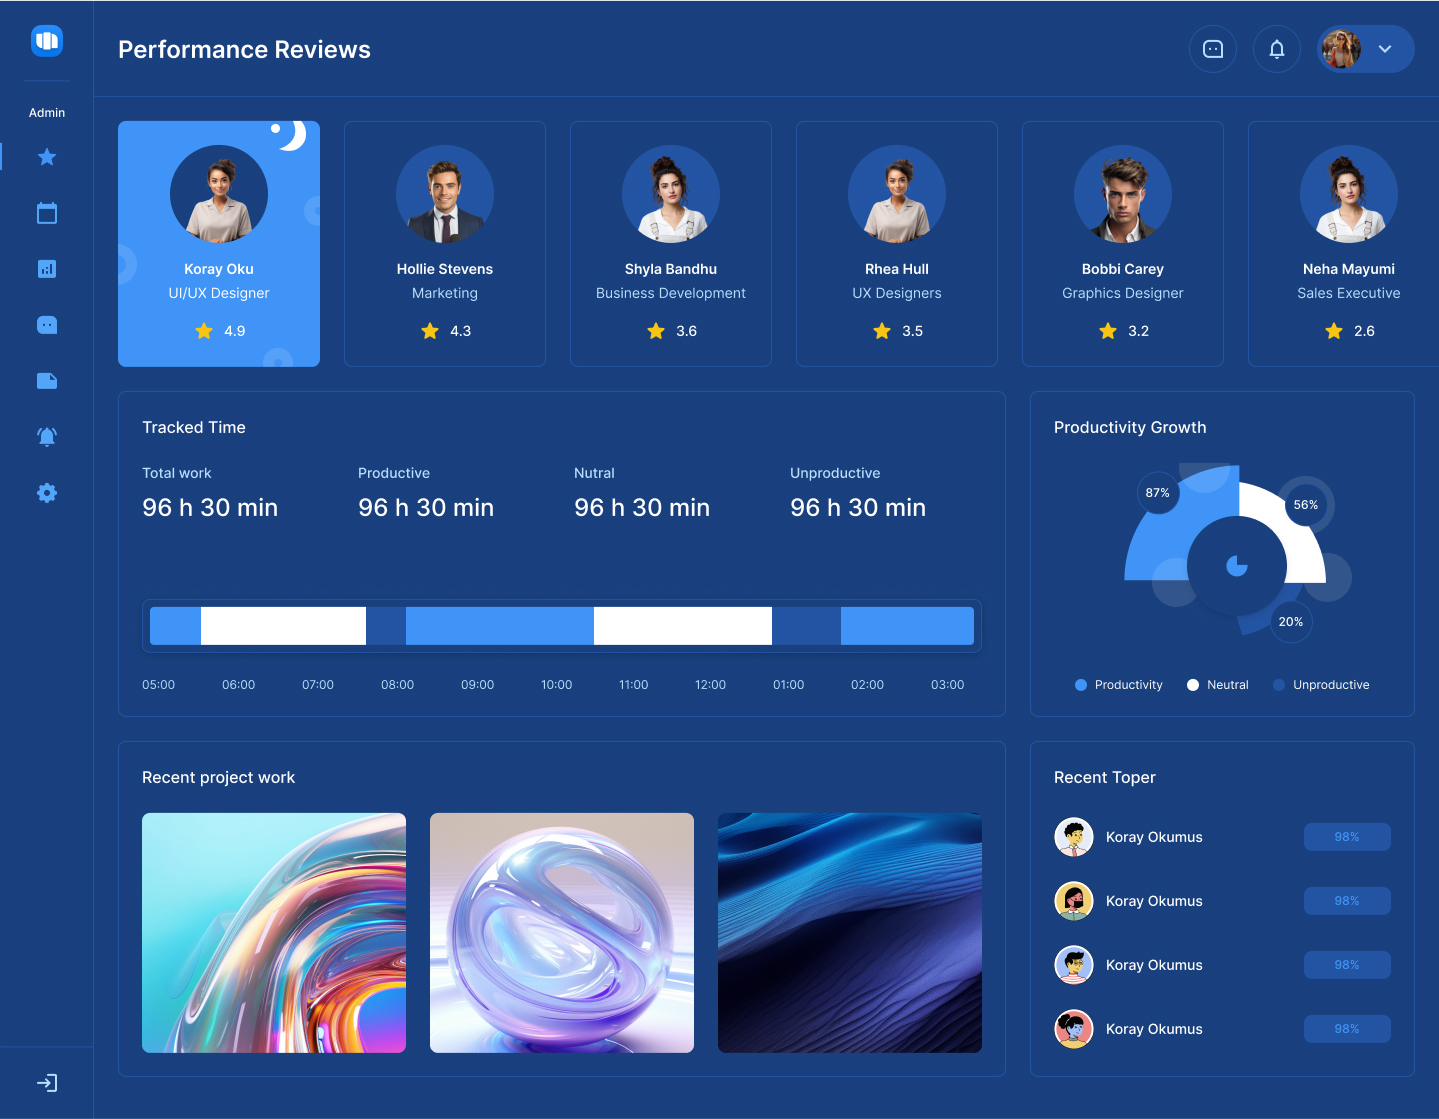 Performance Reviews
Admin
Koray Oku
UI/UX Designer
4.9
Hollie Stevens
Marketing
4.3
Shyla Bandhu
Business Development
3.6
Rhea Hull
UX Designers
3.5
Bobbi Carey
Graphics Designer
3.2
Neha Mayumi
Sales Executive
2.6
Tracked Time
Total work
96 h 30 min
Productive
96 h 30 min
Nutral
96 h 30 min
Unproductive
96 h 30 min
05:00 06:00 07:00 08:00 09:00 10:00 11:00 12:00 01:00 02:00 03:00
Productivity Growth
87%
56%
20%
Productivity Neutral Unproductive
Recent project work
Recent Toper
Koray Okumus 98%
Koray Okumus 98%
Koray Okumus 98%
Koray Okumus 98%